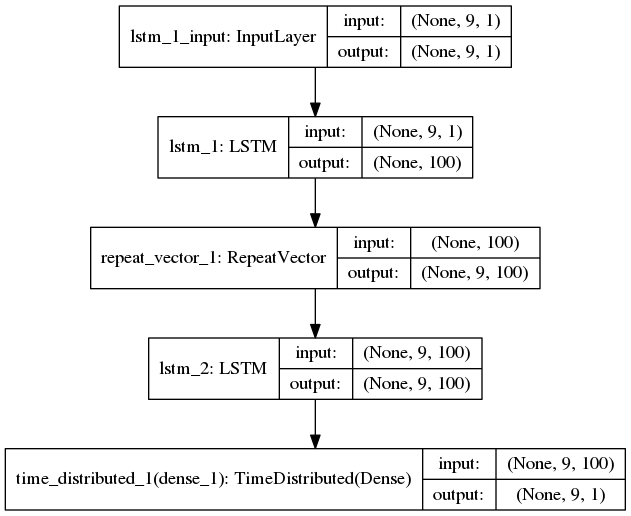 lstm_1_input: InputLayer
input: (None, 9, 1)
output: (None, 9, 1)
lstm_1: LSTM
input: (None, 9, 1)
output: (None, 100)
repeat_vector_1: RepeatVector
input: (None, 100)
output: (None, 9, 100)
lstm_2: LSTM
input: (None, 9, 100)
output: (None, 9, 100)
time_distributed_1(dense_1): TimeDistributed(Dense)
input: (None, 9, 100)
output: (None, 9, 1)